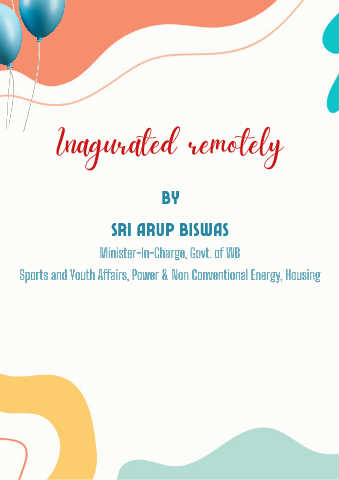 Inagurated remotely
BY
SRI ARUP BISWAS
Minister-In-Charge, Govt. of WB
Sports and Youth Affairs, Power & Non Conventional Energy, Housing